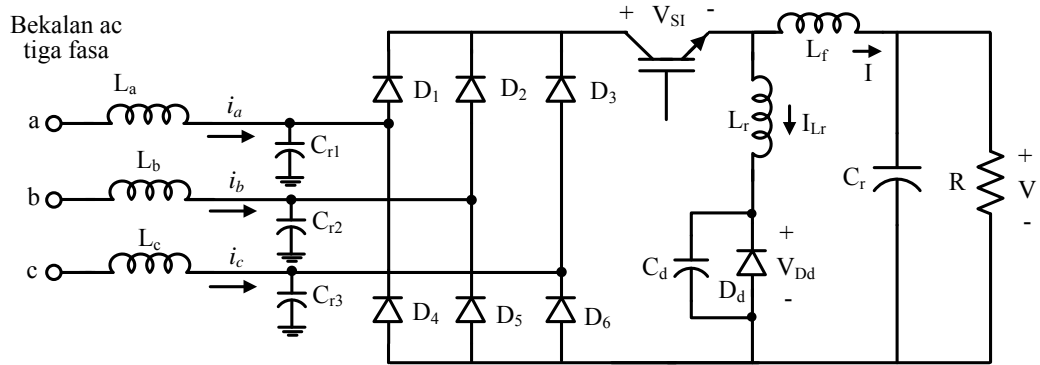 Bekalan ac
tiga fasa
+ V_SI -
L_a
a
i_a
C_r1
D_1
D_2
D_3
L_f
I
L_r
I_Lr
L_b
b
i_b
C_r2
C_r
R
+
V
-
L_c
c
i_c
C_r3
C_d
D_d
+
V_Dd
-
D_4
D_5
D_6